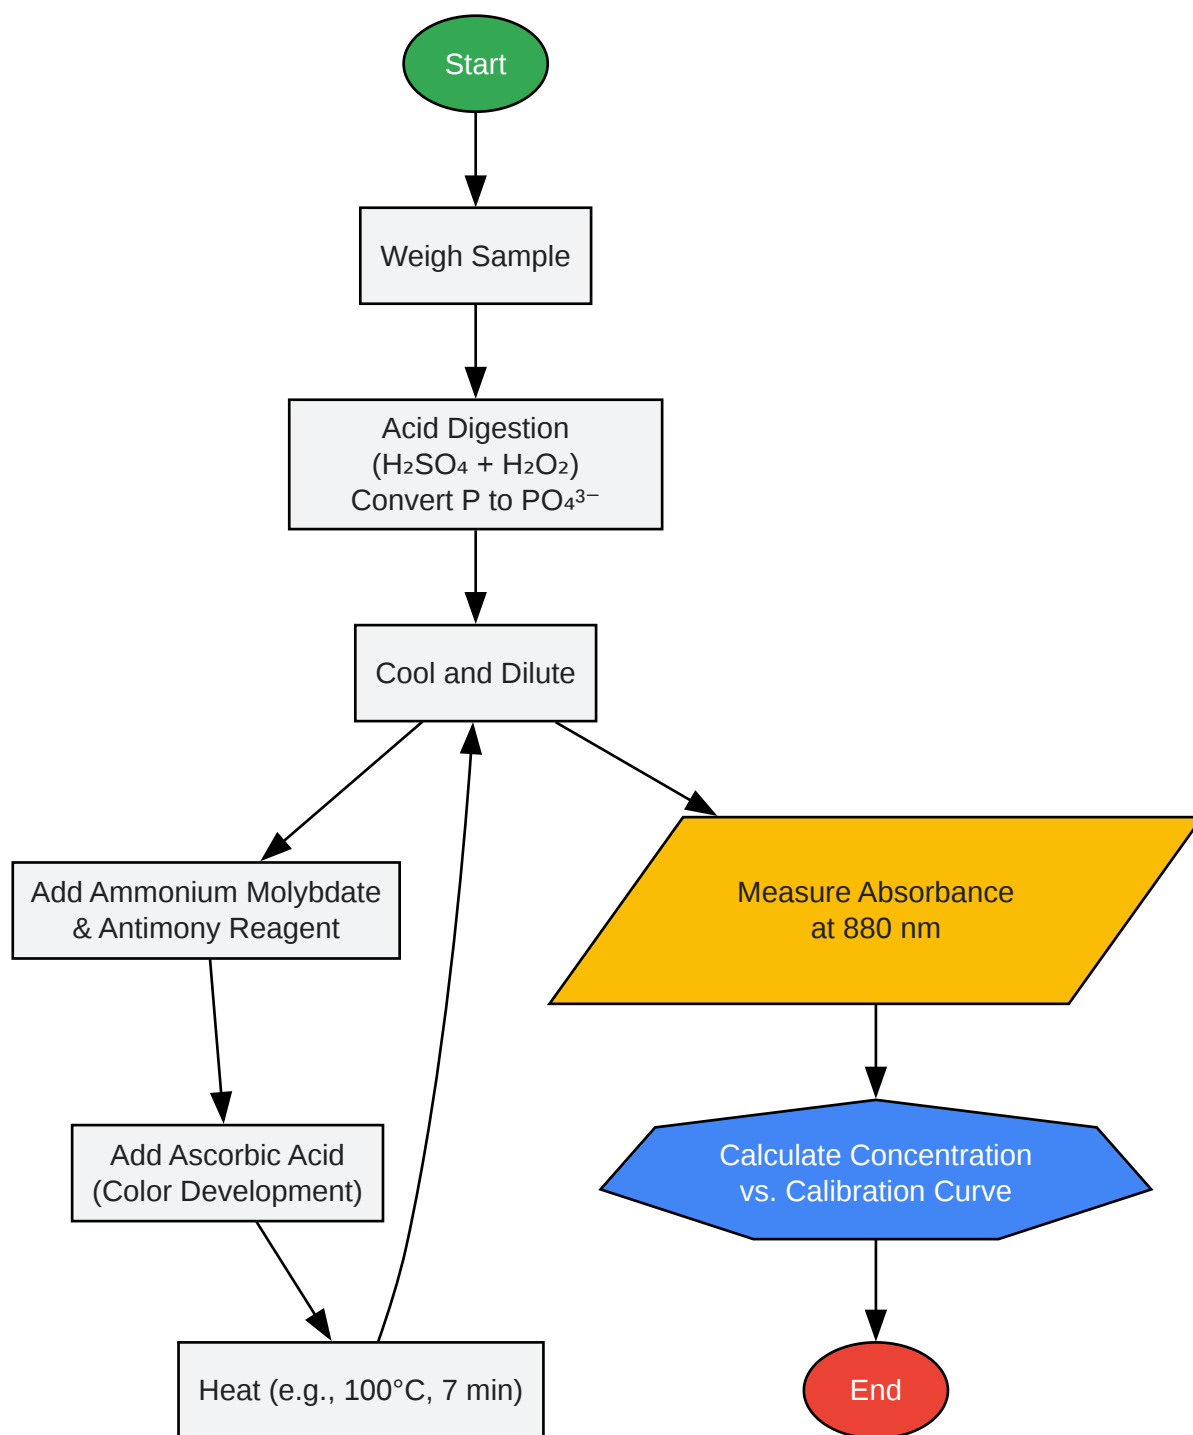 Start
Weigh Sample
Acid Digestion
(H₂SO₄ + H₂O₂)
Convert P to PO₄³⁻
Cool and Dilute
Add Ammonium Molybdate
& Antimony Reagent
Measure Absorbance
at 880 nm
Add Ascorbic Acid
(Color Development)
Calculate Concentration
vs. Calibration Curve
Heat (e.g., 100°C, 7 min)
End